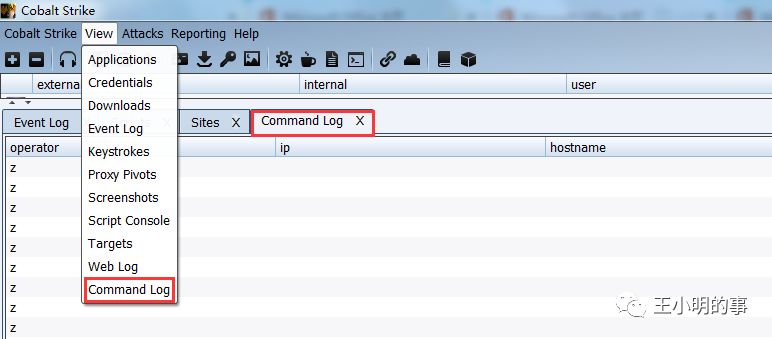 Cobalt Strike
Cobalt Strike View Attacks Reporting Help
external internal user
Applications
Credentials
Downloads
Event Log
Keystrokes
Proxy Pivots
Screenshots
Script Console
Targets
Web Log
Command Log
Event Log X Sites X Command Log X
operator ip hostname
z
z
z
z
z
z
z
z
z
王小明的事